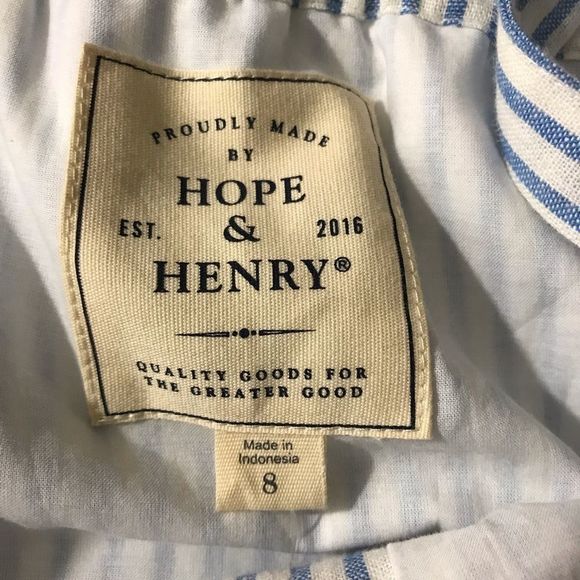 PROUDLY MADE
BY
HOPE
EST. & 2016
HENRY®
QUALITY GOODS FOR
THE GREATER GOOD
Made in
Indonesia
8